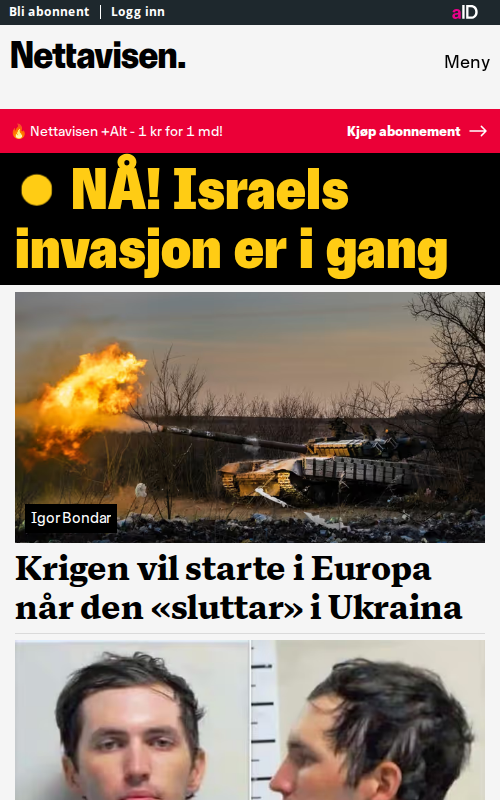 Bli abonnent
Logg inn
aID
Nettavisen.
Meny
🔥 Nettavisen +Alt - 1 kr for 1 md!
Kjøp abonnement →
NÅ! Israels
invasjon er i gang
Igor Bondar
Krigen vil starte i Europa
når den «sluttar» i Ukraina